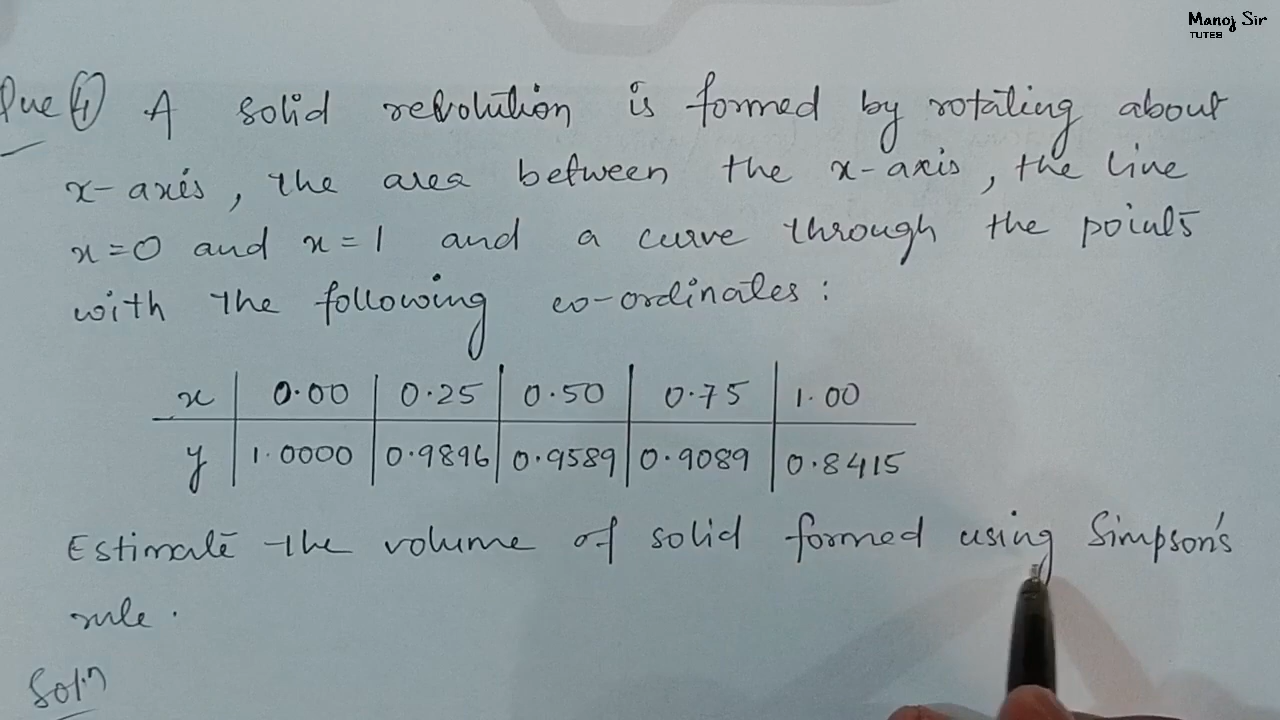 Manoj Sir
TUTES
Que ④ A solid revolution is formed by rotating about
x-axis, the area between the x-axis, the line
x=0 and x=1 and a curve through the points
with the following co-ordinates:
x | 0.00 | 0.25 | 0.50 | 0.75 | 1.00
y | 1.0000 | 0.9896 | 0.9589 | 0.9089 | 0.8415
Estimate the volume of solid formed using Simpson's
rule.
Solⁿ